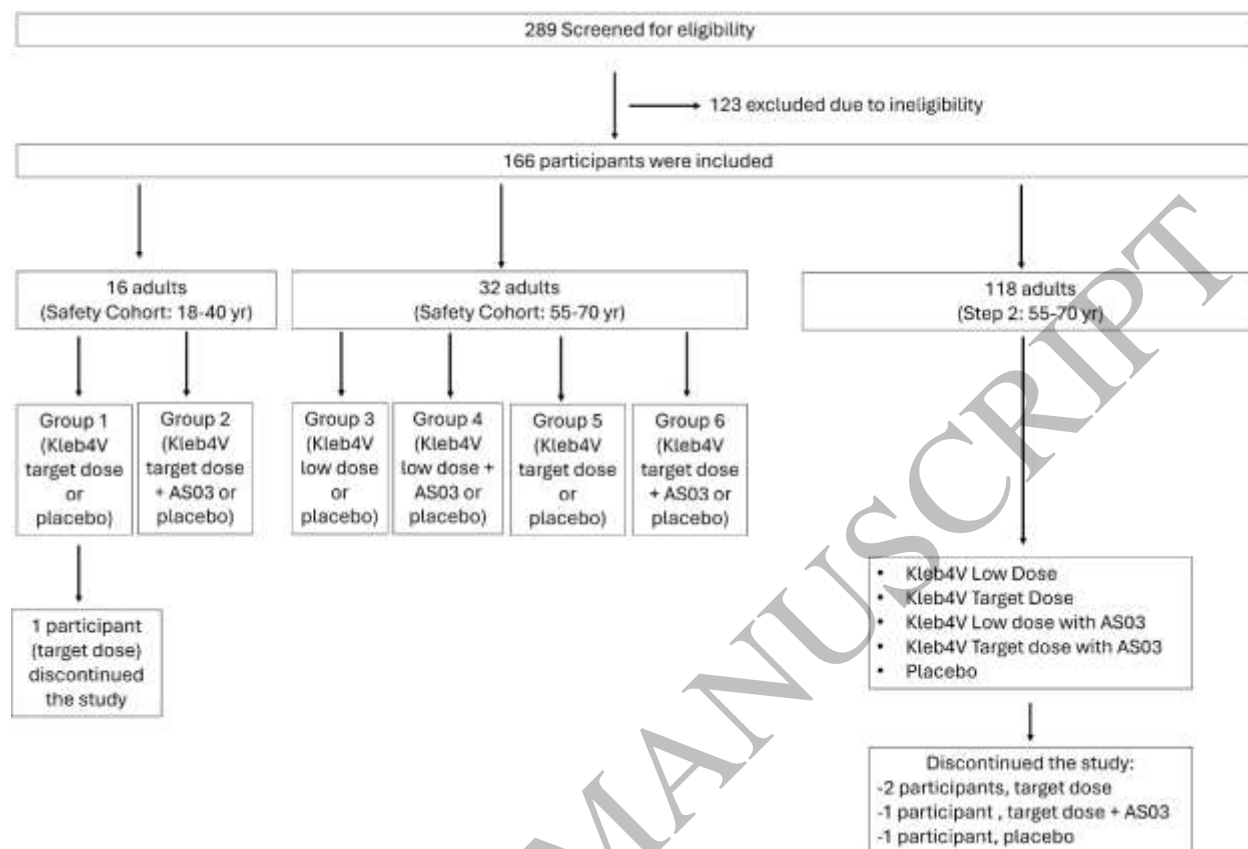 289 Screened for eligibility
123 excluded due to ineligibility
166 participants were included
16 adults
(Safety Cohort: 18-40 yr)
32 adults
(Safety Cohort: 55-70 yr)
118 adults
(Step 2: 55-70 yr)
Group 1
(Kleb4V
target dose
or
placebo)
Group 2
(Kleb4V
target dose
+ AS03 or
placebo)
Group 3
(Kleb4V
low dose
or
placebo)
Group 4
(Kleb4V
low dose +
AS03 or
placebo)
Group 5
(Kleb4V
target dose
or
placebo)
Group 6
(Kleb4V
target dose
+ AS03 or
placebo)
1 participant
(target dose)
discontinued
the study
• Kleb4V Low Dose
• Kleb4V Target Dose
• Kleb4V Low dose with AS03
• Kleb4V Target dose with AS03
• Placebo
Discontinued the study:
-2 participants, target dose
-1 participant , target dose + AS03
-1 participant, placebo
MANUSCRIPT